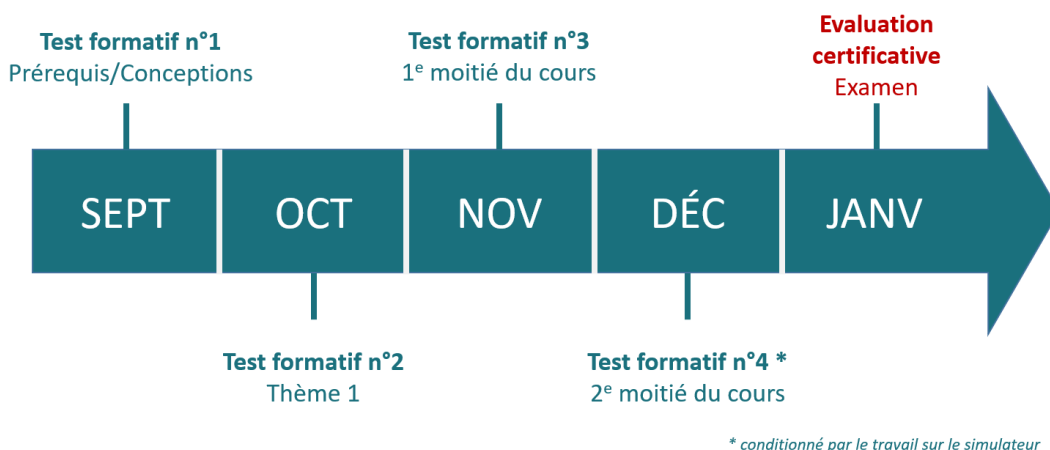 Test formatif n°1
Prérequis/Conceptions
Test formatif n°3
1e moitié du cours
Evaluation
certificative
Examen
SEPT
OCT
NOV
DÉC
JANV
Test formatif n°2
Thème 1
Test formatif n°4 *
2e moitié du cours
* conditionné par le travail sur le simulateur